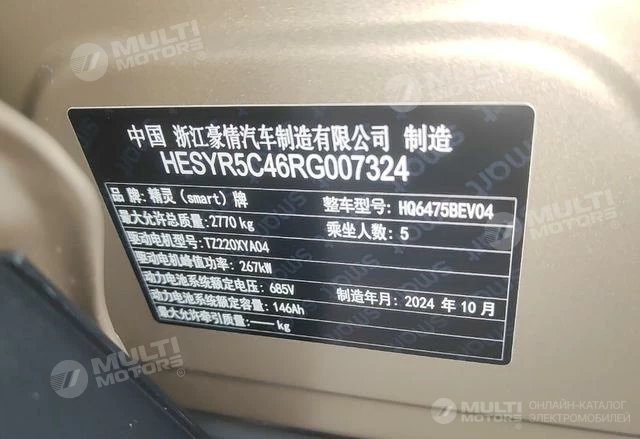 MULTI
MOTORS
MULTI
MOTORS
中国 浙江豪情汽车制造有限公司 制造
HESYR5C46RG007324
品牌:精灵(smart)牌 整车型号:HQ6475BEV04
最大允许总质量:2770 kg 乘坐人数:5
驱动电机型号:TZ220XYA04
驱动电机峰值功率:267kW
动力电池系统额定电压:685V
动力电池系统额定容量:146Ah 制造年月:2024 年 10 月
最大允许牵引质量:—— kg
MULTI
MOTORS
MULTI
MOTORS
ОНЛАЙН-КАТАЛОГ
ЭЛЕКТРОМОБИЛЕЙ